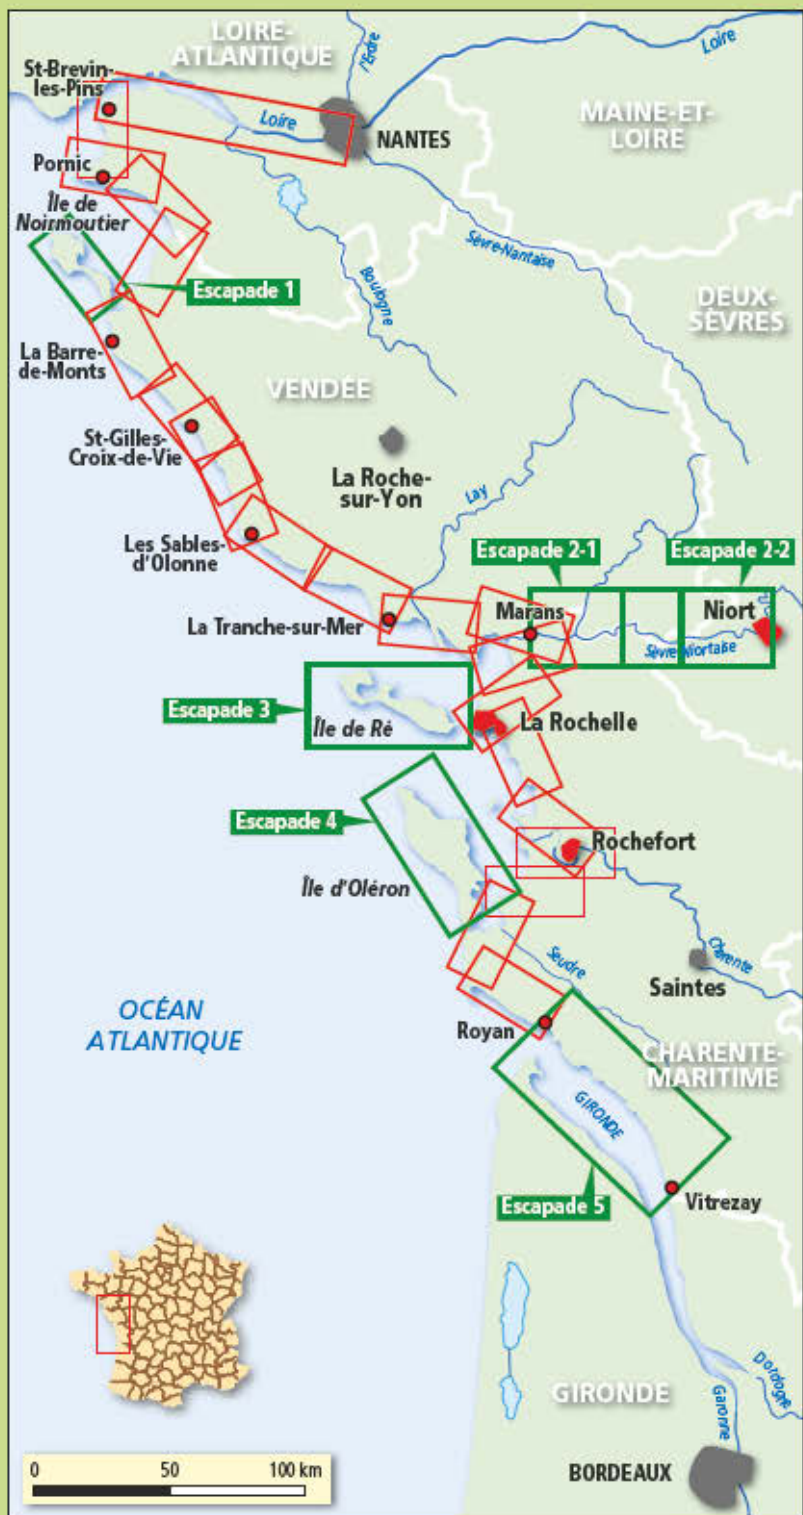 LOIRE-
ATLANTIQUE
l'Erdre
Loire
St-Brevin-
les-Pins
Loire
NANTES
MAINE-ET-
LOIRE
Pornic
Île de
Noirmoutier
Sèvre-Nantaise
Boulogne
Escapade 1
DEUX-
SÈVRES
La Barre-
de-Monts
VENDÉE
St-Gilles-
Croix-de-Vie
La Roche-
sur-Yon
Lay
Les Sables-
d'Olonne
Escapade 2-1
Escapade 2-2
La Tranche-sur-Mer
Marans
Niort
Sèvre Niortaise
Escapade 3
Île de Ré
La Rochelle
Escapade 4
Rochefort
Île d'Oléron
Charente
Seudre
Saintes
OCÉAN
ATLANTIQUE
Royan
CHARENTE-
MARITIME
GIRONDE
Escapade 5
Vitrezay
Dordogne
GIRONDE
Garonne
0 50 100 km
BORDEAUX